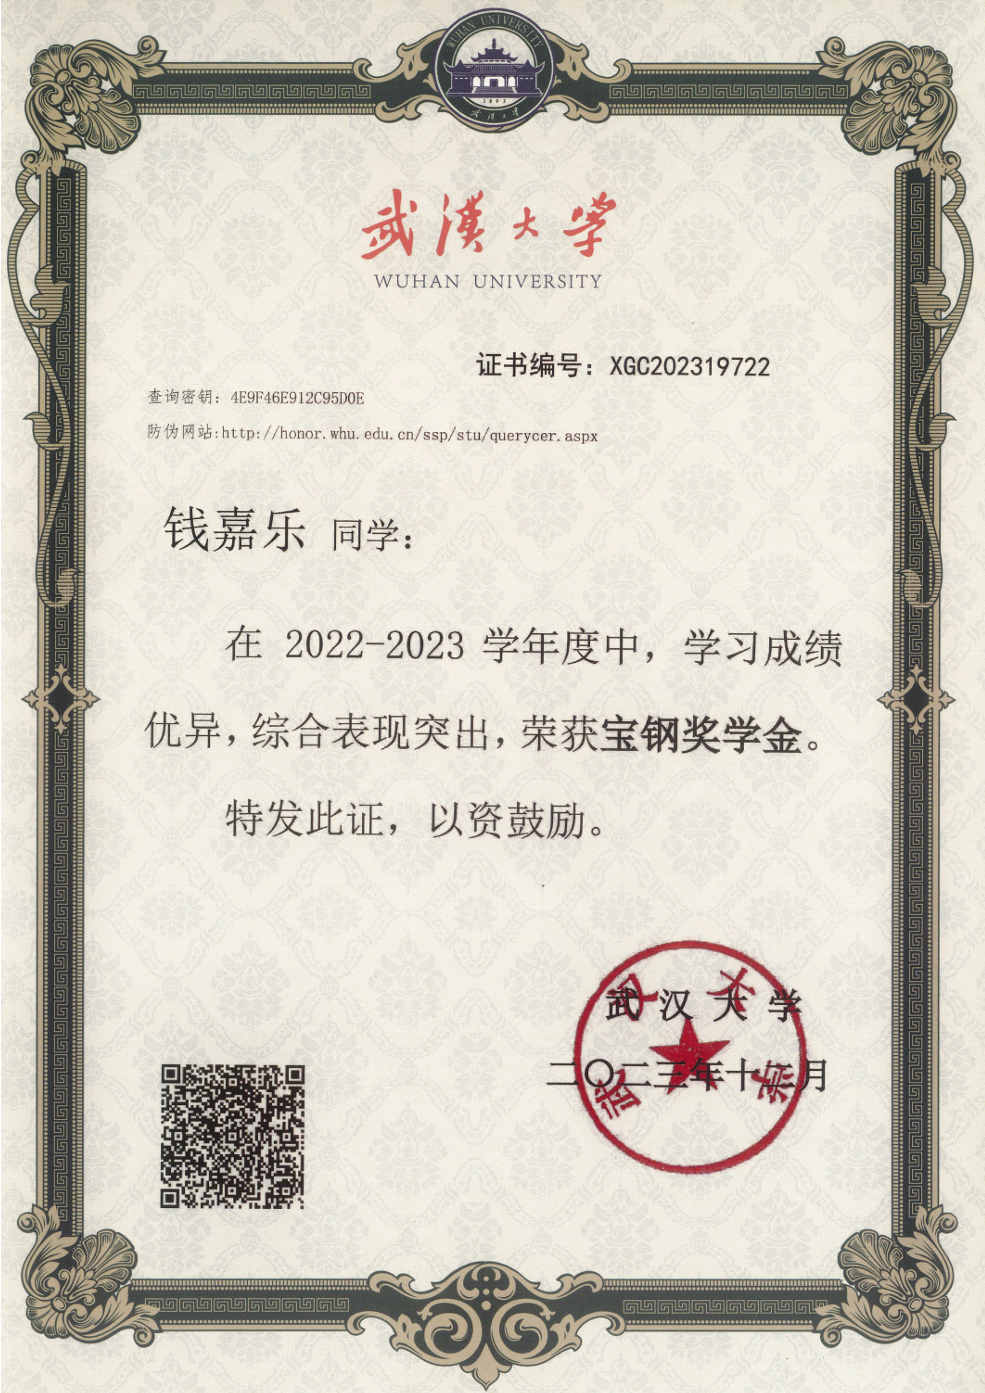 WUHAN UNIVERSITY
1893
武汉大学
武漢大学
WUHAN UNIVERSITY
证书编号：XGC202319722
查询密钥：4E9F46E912C95D0E
防伪网站:http://honor.whu.edu.cn/ssp/stu/querycer.aspx
钱嘉乐 同学：
在 2022-2023 学年度中，学习成绩
优异，综合表现突出，荣获宝钢奖学金。
特发此证，以资鼓励。
武汉大学
武汉大学
二〇二三年十二月